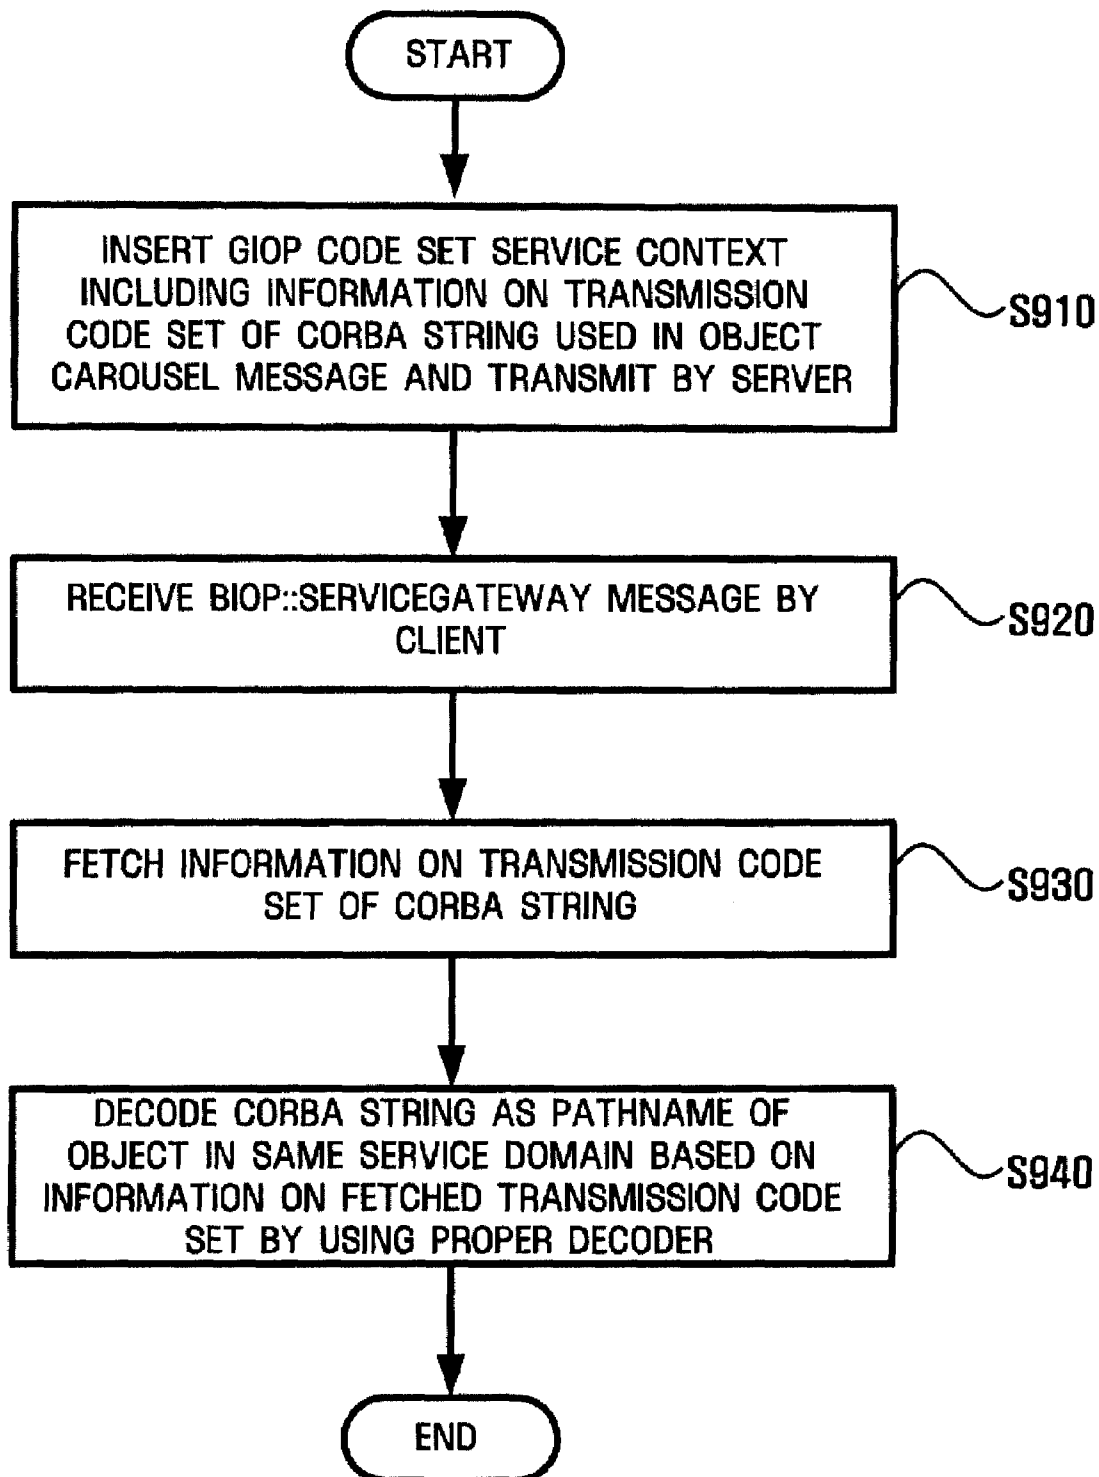 START
INSERT GIOP CODE SET SERVICE CONTEXT
INCLUDING INFORMATION ON TRANSMISSION
CODE SET OF CORBA STRING USED IN OBJECT
CAROUSEL MESSAGE AND TRANSMIT BY SERVER
S910
RECEIVE BIOP::SERVICEGATEWAY MESSAGE BY
CLIENT
S920
FETCH INFORMATION ON TRANSMISSION CODE
SET OF CORBA STRING
S930
DECODE CORBA STRING AS PATHNAME OF
OBJECT IN SAME SERVICE DOMAIN BASED ON
INFORMATION ON FETCHED TRANSMISSION CODE
SET BY USING PROPER DECODER
S940
END